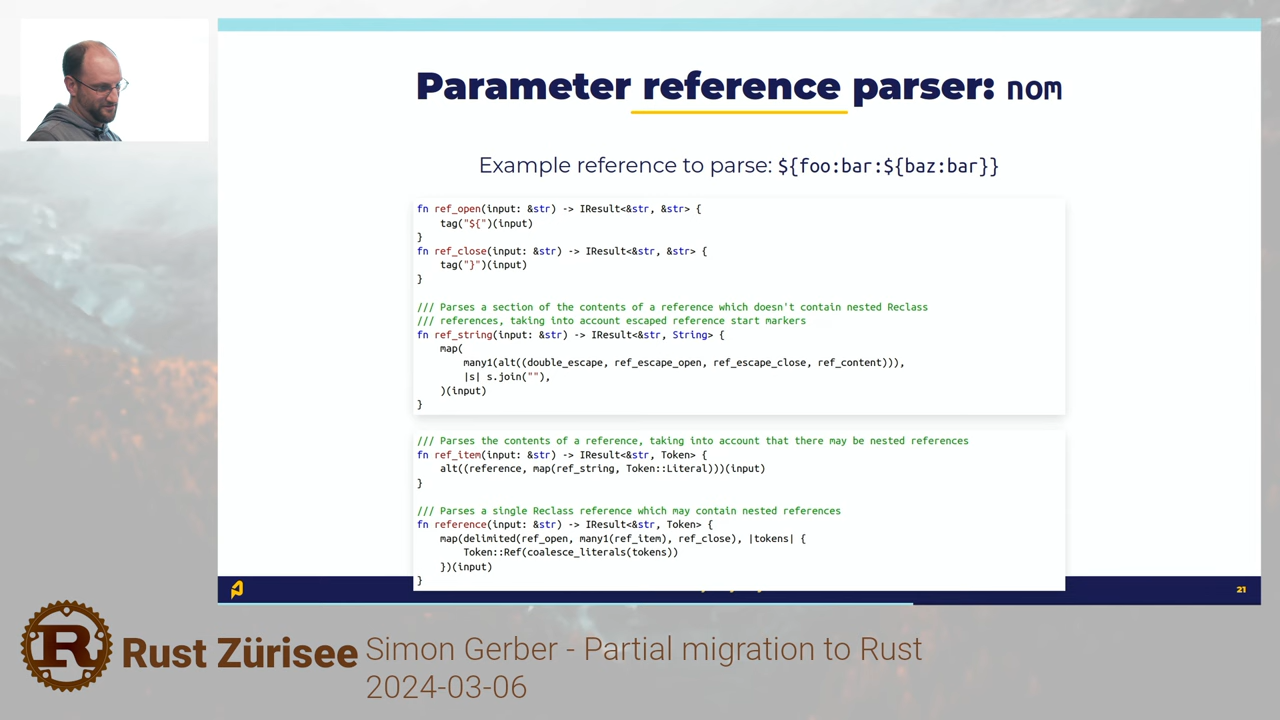 Parameter reference parser: nom
Example reference to parse: ${foo:bar:${baz:bar}}
fn ref_open(input: &str) -> IResult<&str, &str> {
    tag("${")(input)
}
fn ref_close(input: &str) -> IResult<&str, &str> {
    tag("}")(input)
}
/// Parses a section of the contents of a reference which doesn't contain nested Reclass
/// references, taking into account escaped reference start markers
fn ref_string(input: &str) -> IResult<&str, String> {
    map(
        many1(alt((double_escape, ref_escape_open, ref_escape_close, ref_content))),
        |s| s.join(""),
    )(input)
}
/// Parses the contents of a reference, taking into account that there may be nested references
fn ref_item(input: &str) -> IResult<&str, Token> {
    alt((reference, map(ref_string, Token::Literal)))(input)
}
/// Parses a single Reclass reference which may contain nested references
fn reference(input: &str) -> IResult<&str, Token> {
    map(delimited(ref_open, many1(ref_item), ref_close), |tokens| {
        Token::Ref(coalesce_literals(tokens))
    })(input)
}
21
R
Rust Zürisee
Simon Gerber - Partial migration to Rust
2024-03-06